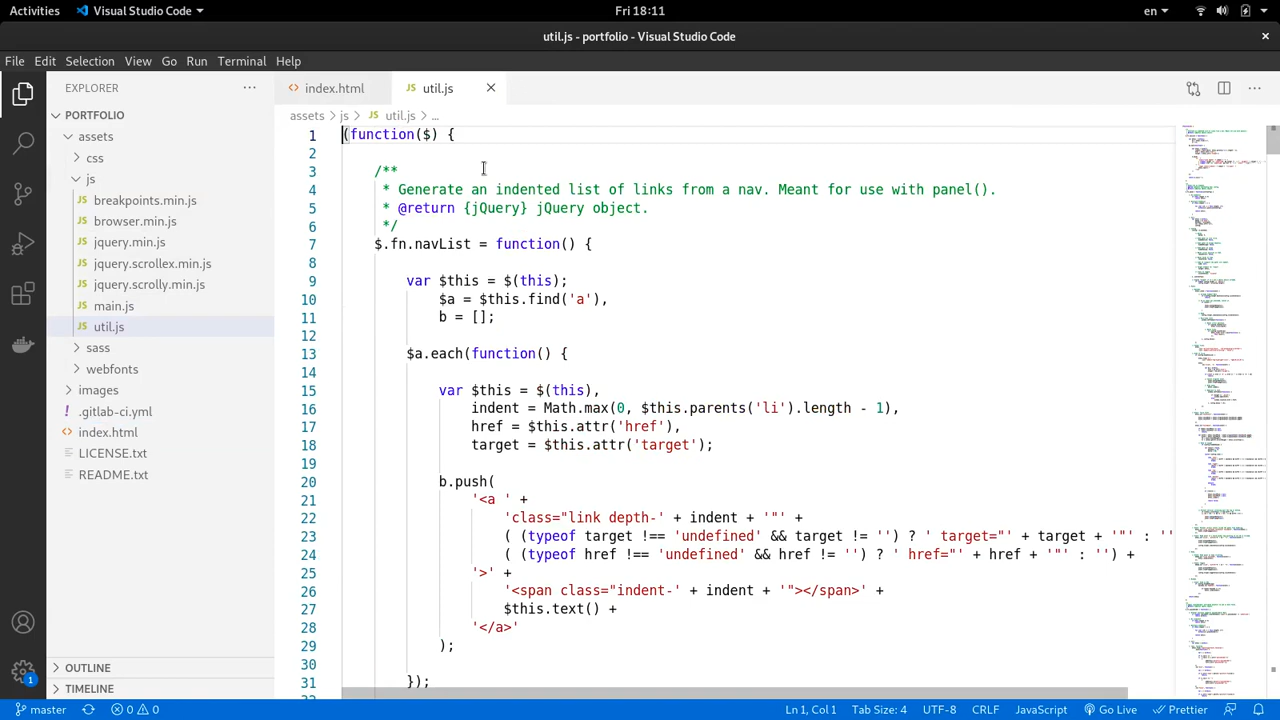 Activities Visual Studio Code Fri 18:11 en
util.js - portfolio - Visual Studio Code
File Edit Selection View Go Run Terminal Help
EXPLORER
index.html
JS util.js
PORTFOLIO
assets > js > JS util.js > ...
assets
css
js
JS breakpoints.min.js
JS browser.min.js
JS jquery.min.js
JS jquery.scrollex.min.js
JS jquery.scrolly.min.js
JS main.js
JS util.js
sass
webfonts
images
.gitlab-ci.yml
index.html
LICENSE.txt
README.txt
OUTLINE
TIMELINE
1 (function($) {
2
3 /**
4 * Generate an indented list of links from a nav. Meant for use with panel().
5 * @return {jQuery} jQuery object.
6 */
7 $.fn.navList = function() {
8
9 var $this = $(this),
10 $a = $this.find('a'),
11 b = [];
12
13 $a.each(function() {
14
15 var $this = $(this),
16 indent = Math.max(0, $this.parents('li').length - 1),
17 href = $this.attr('href'),
18 target = $this.attr('target');
19
20 b.push(
21 '<a ' +
22 'class="link depth-' + indent + '"' +
23 ( (typeof target !== 'undefined' && target != '') ? ' target="' + target + '"' : ''
24 ( (typeof href !== 'undefined' && href != '') ? ' href="' + href + '"' : '') +
25 '>' +
26 '<span class="indent-' + indent + '"></span>' +
27 $this.text() +
28 '</a>'
29 );
30
31
1
master 0 0 Ln 1, Col 1 Tab Size: 4 UTF-8 CRLF JavaScript Go Live Prettier